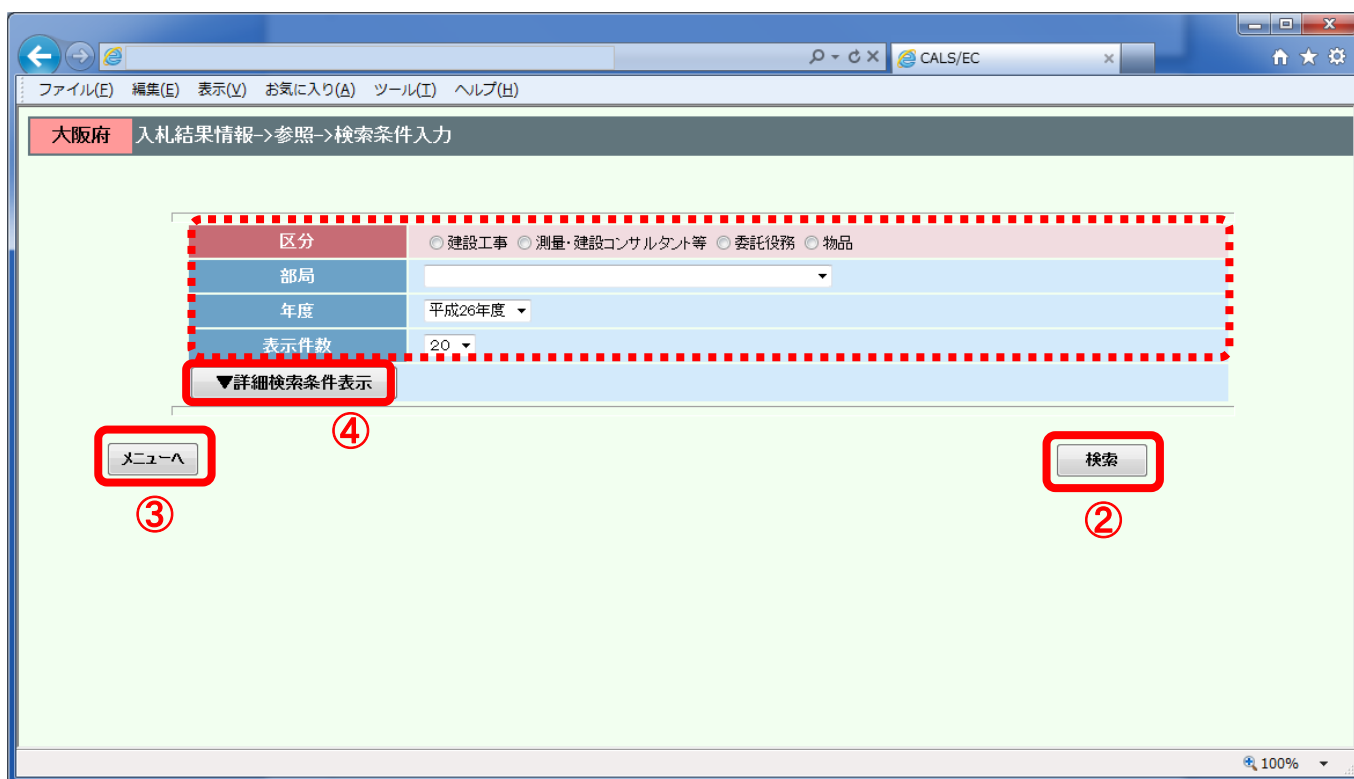 CALS/EC
ファイル(F) 編集(E) 表示(V) お気に入り(A) ツール(T) ヘルプ(H)
大阪府 入札結果情報->参照->検索条件入力
区分 建設工事 測量・建設コンサルタント等 委託役務 物品
部局
年度 平成26年度
表示件数 20
▼詳細検索条件表示
④
メニューへ 検索
③ ②
100%